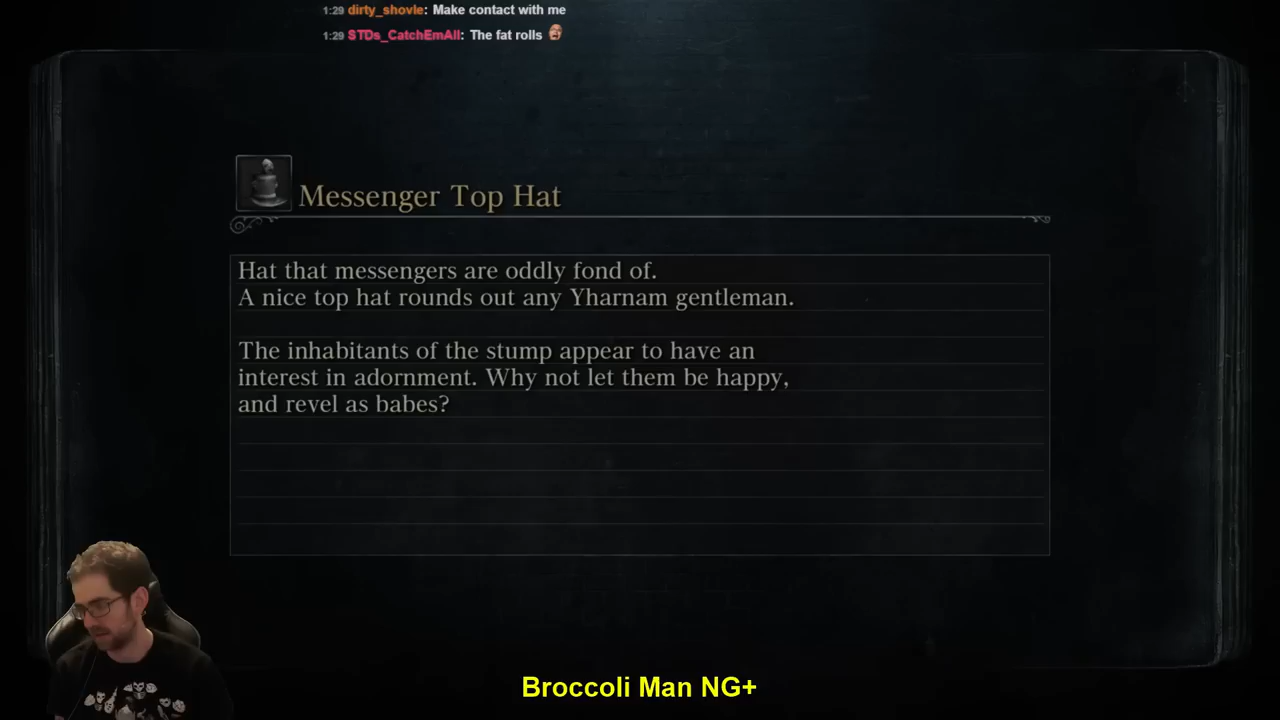 1:29 dirty_shovle: Make contact with me
1:29 STDs_CatchEmAll: The fat rolls
Messenger Top Hat
Hat that messengers are oddly fond of.
A nice top hat rounds out any Yharnam gentleman.
The inhabitants of the stump appear to have an
interest in adornment. Why not let them be happy,
and revel as babes?
Broccoli Man NG+